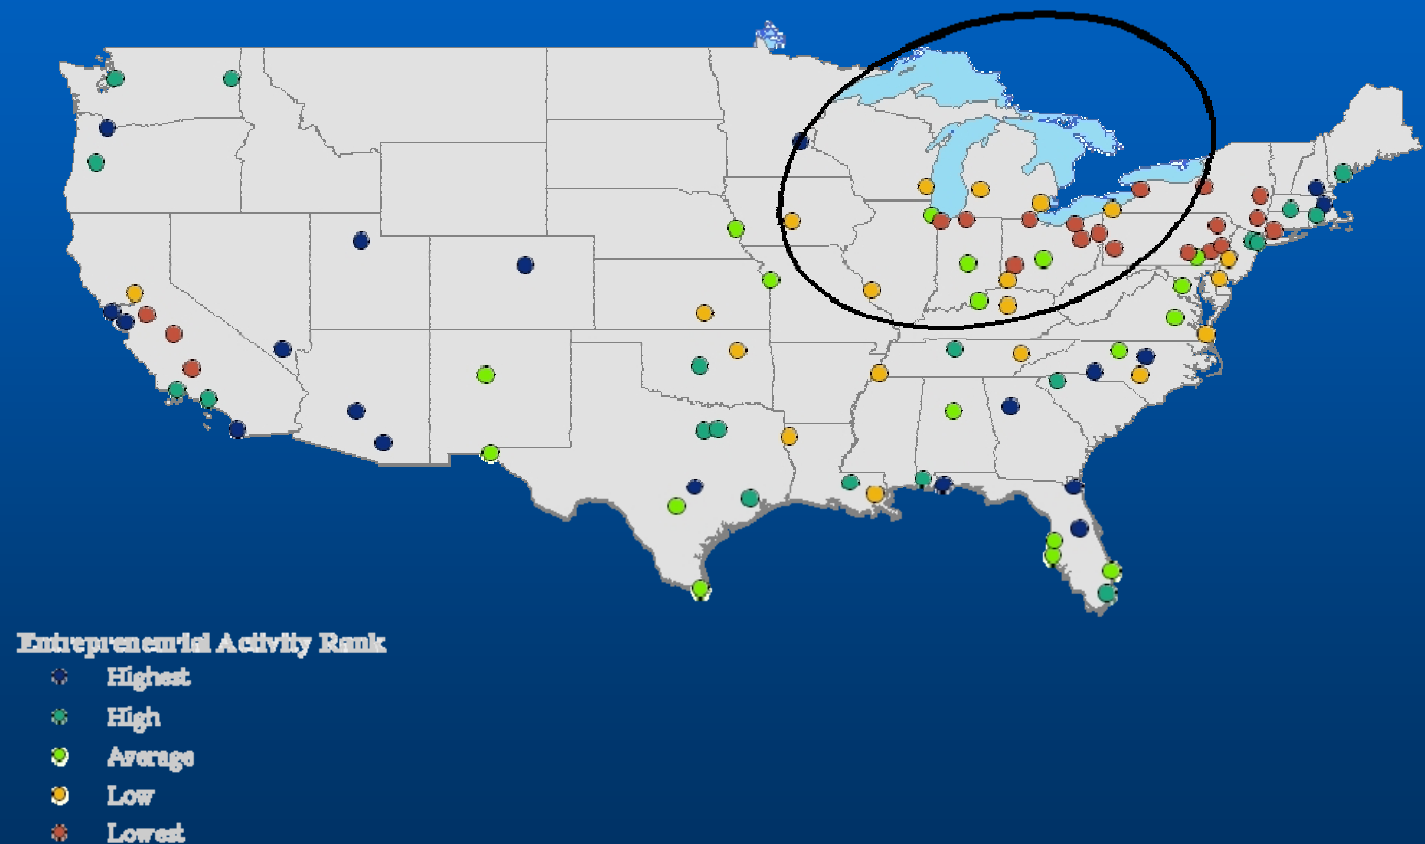 Entrepreneurial Activity Rank
Highest
High
Average
Low
Lowest